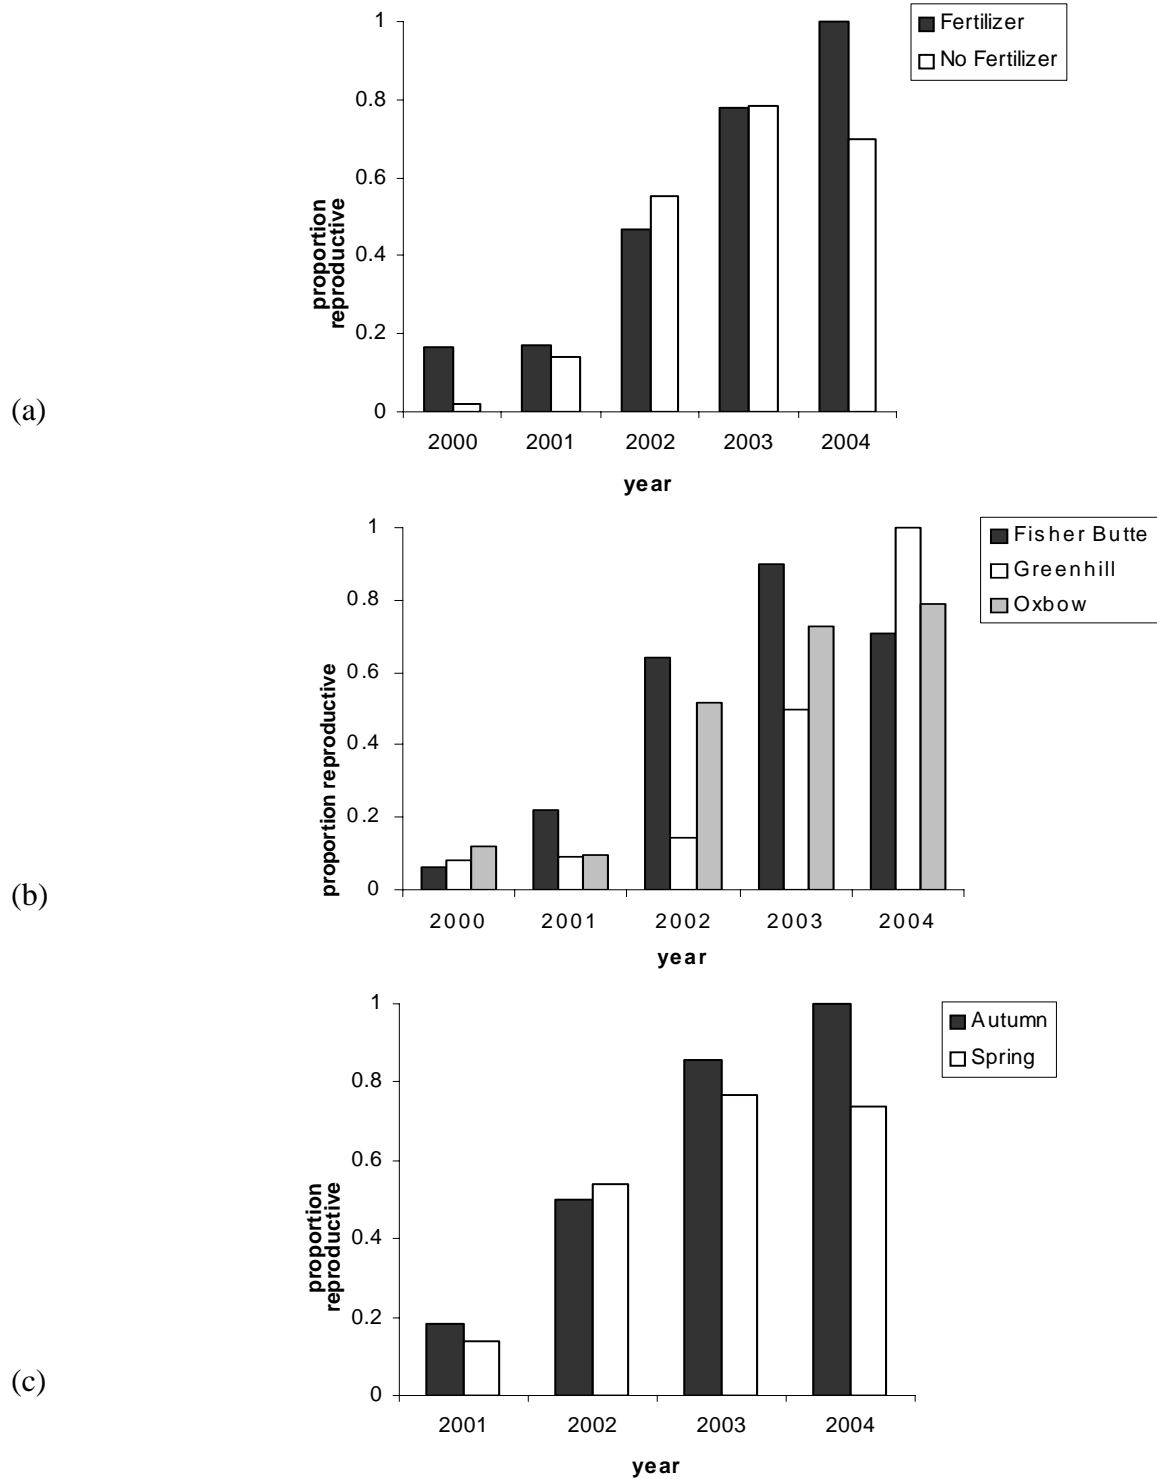 1
0.8
0.6
0.4
0.2
0
proportion
reproductive
2000 2001 2002 2003 2004
year
Fertilizer
No Fertilizer
(a)
1
0.8
0.6
0.4
0.2
0
proportion reproductive
2000 2001 2002 2003 2004
year
Fisher Butte
Greenhill
Oxbow
(b)
1
0.8
0.6
0.4
0.2
0
proportion
reproductive
2001 2002 2003 2004
year
Autumn
Spring
(c)